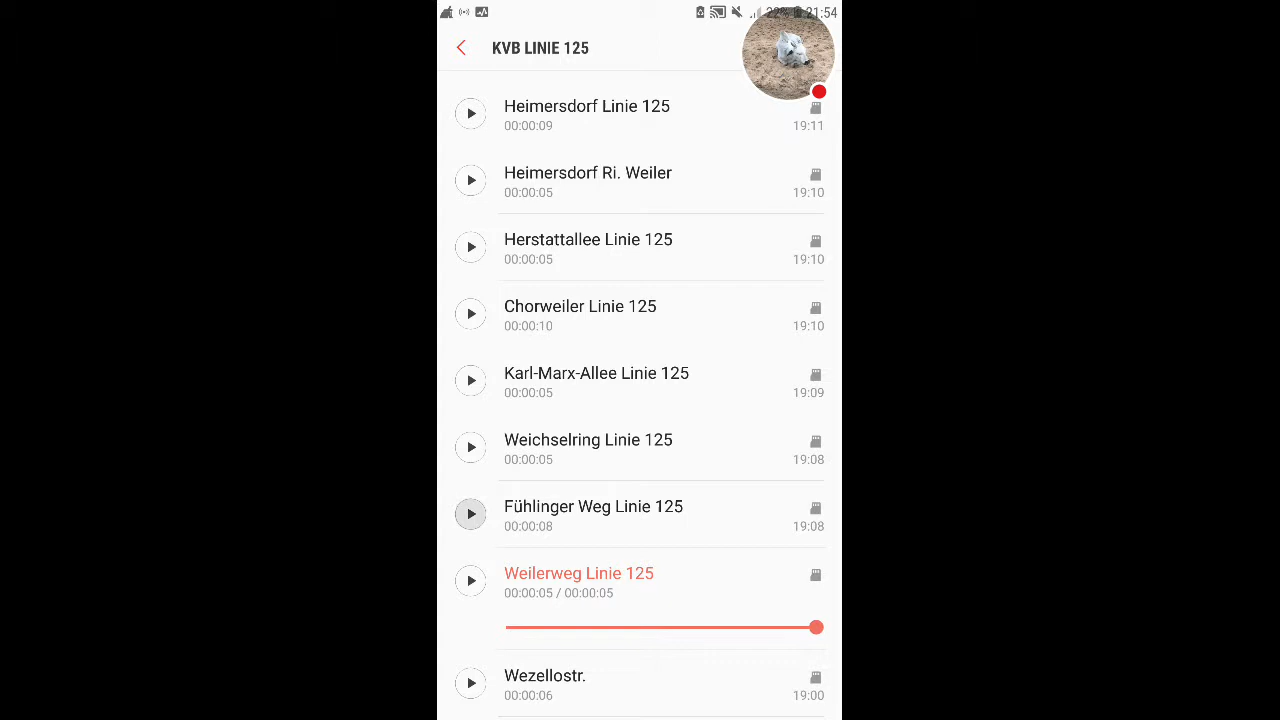 22% 21:54
KVB LINIE 125
Heimersdorf Linie 125
00:00:09 19:11
Heimersdorf Ri. Weiler
00:00:05 19:10
Herstattallee Linie 125
00:00:05 19:10
Chorweiler Linie 125
00:00:10 19:10
Karl-Marx-Allee Linie 125
00:00:05 19:09
Weichselring Linie 125
00:00:05 19:08
Fühlinger Weg Linie 125
00:00:08 19:08
Weilerweg Linie 125
00:00:05 / 00:00:05
Wezellostr.
00:00:06 19:00